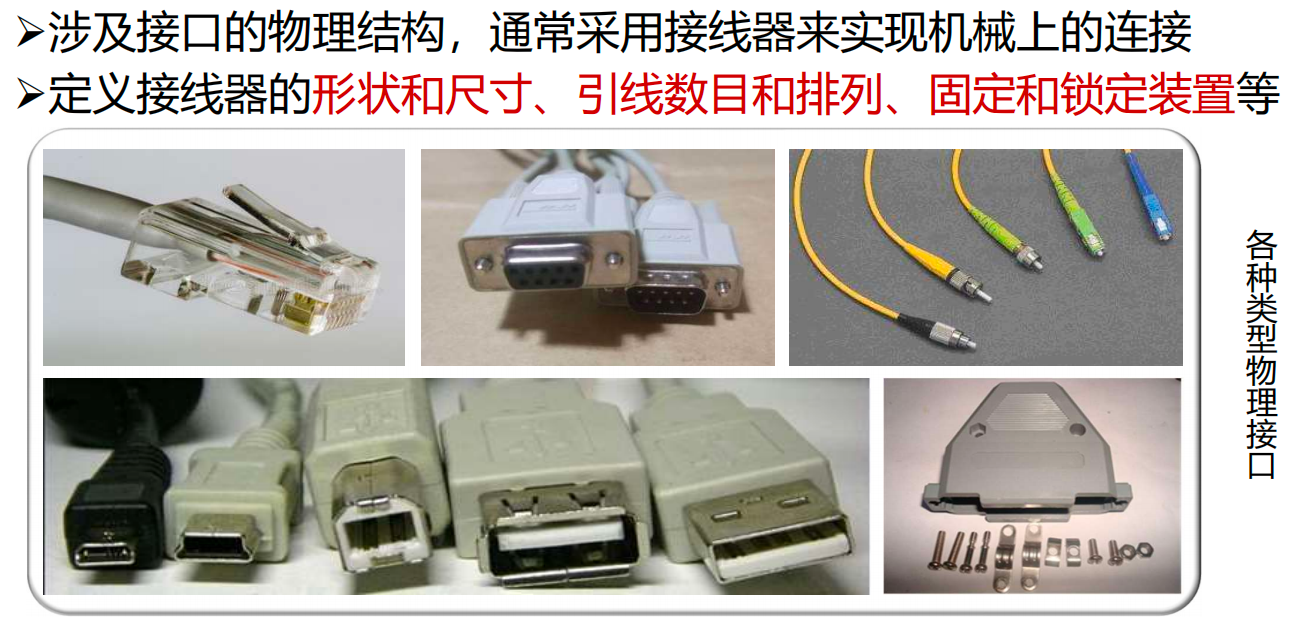 ➢涉及接口的物理结构，通常采用接线器来实现机械上的连接
➢定义接线器的形状和尺寸、引线数目和排列、固定和锁定装置等
各种类型物理接口